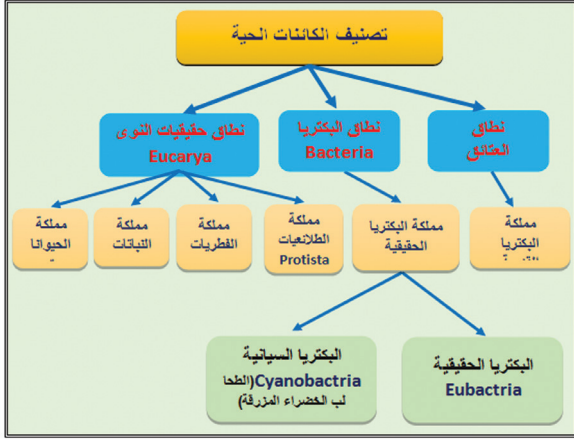 تصنيف الكائنات الحية
نطاق
العتائق
نطاق البكتريا
Bacteria
نطاق حقيقيات النوى
Eucarya
مملكة
البكتريا
مملكة البكتريا
الحقيقية
مملكة
الطلائعيات
Protista
مملكة
الفطريات
مملكة
النباتات
مملكة
الحيوانا
البكتريا الحقيقية
Eubactria
البكتريا السيانية
Cyanobactria(الطحا
لب الخضراء المزرقة)